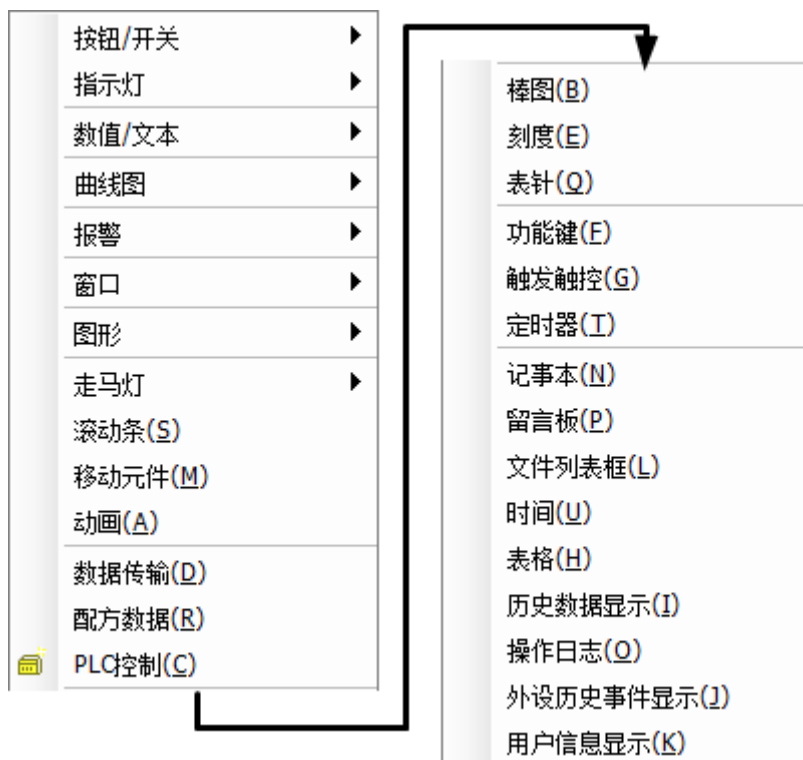 按钮/开关
指示灯
数值/文本
曲线图
报警
窗口
图形
走马灯
滚动条(S)
移动元件(M)
动画(A)
数据传输(D)
配方数据(R)
PLC控制(C)
棒图(B)
刻度(E)
表针(Q)
功能键(F)
触发触控(G)
定时器(T)
记事本(N)
留言板(P)
文件列表框(L)
时间(U)
表格(H)
历史数据显示(I)
操作日志(O)
外设历史事件显示(J)
用户信息显示(K)